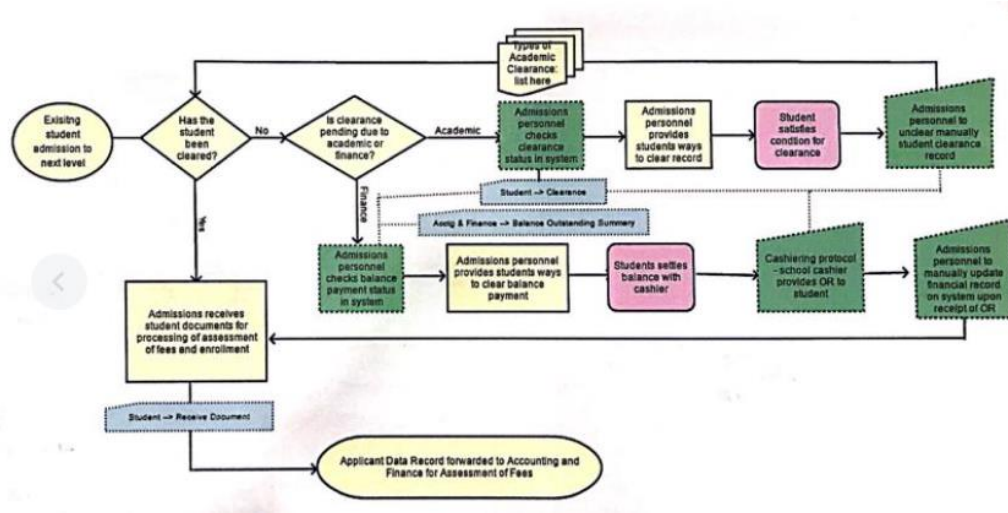 Types of
Academic
Clearance:
list here
Exisitng
student
admission to
next level
Has the
student
been
cleared?
No
Is clearance
pending due to
academic or
finance?
Academic
Admissions
personnel
checks
clearance
status in system
Admissions
personnel
provides
students ways
to clear record
Student
satisfies
condtion for
clearance
Admissions
personnel to
unclear manually
student clearance
record
Yes
Finance
Student --> Clearance
Acctg & Finance --> Balance Outstanding Summary
Admissions
personnel
checks balance
payment status
in system
Admissions personnel
provides students ways
to clear balance
payment
Students settles
balance with
cashier
Cashiering protocol
- school cashier
provides OR to
student
Admissions
personnel to
manually update
financial record
on system upon
receipt of OR
Admissions receives
student documents for
processing of assessment
of fees and enrollment
Student --> Receive Document
Applicant Data Record forwarded to Accounting and
Finance for Assessment of Fees